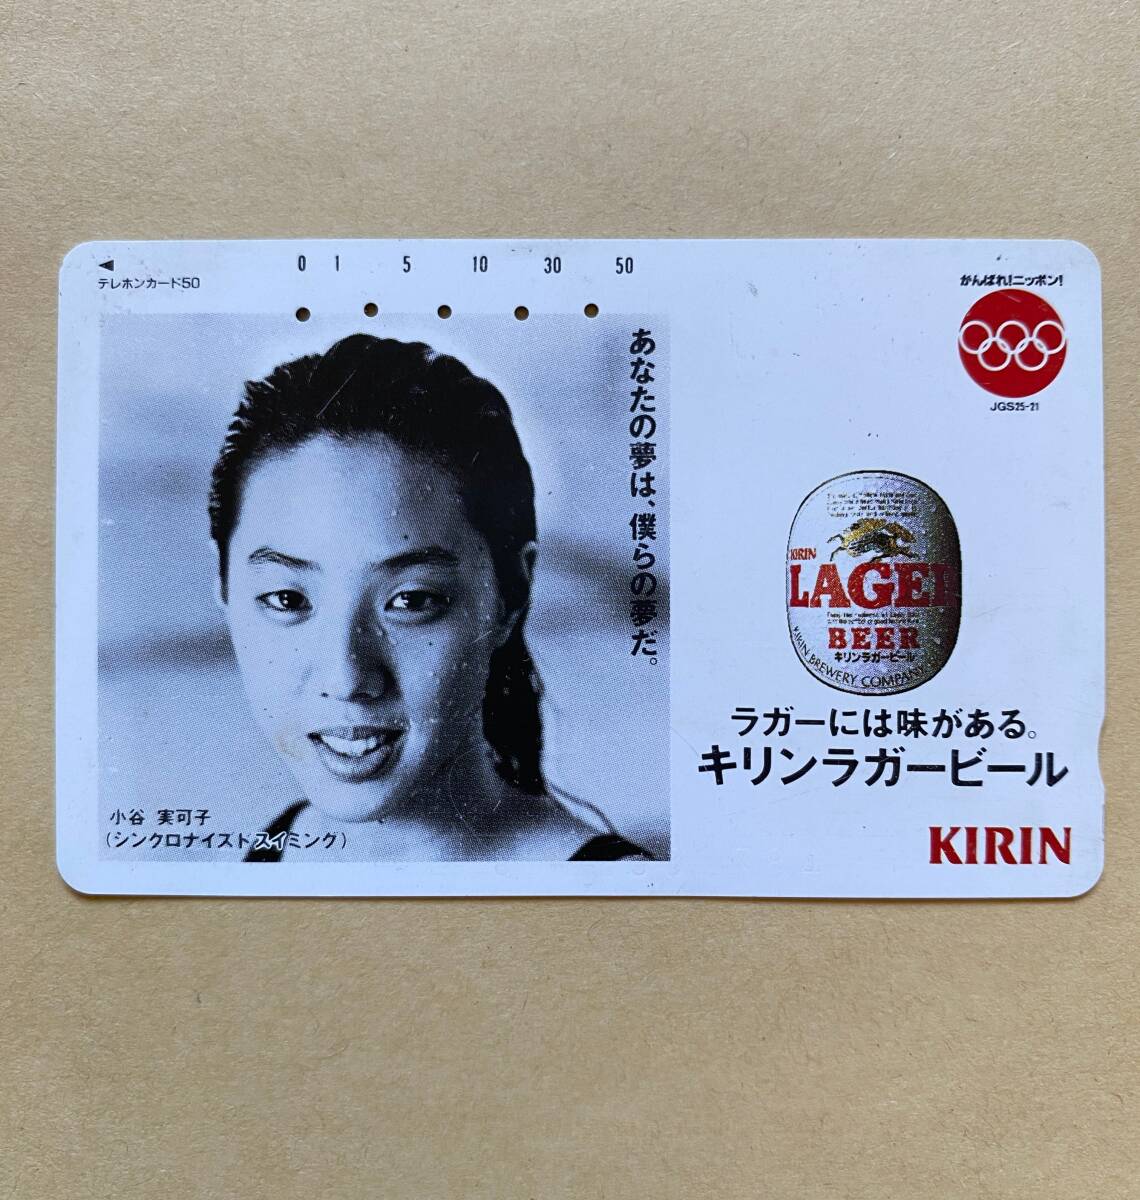 テレホンカード50
0 1 5 10 30 50
がんばれ!ニッポン!
JGS25-21
あなたの夢は、僕らの夢だ。
KIRIN
LAGER
BEER
キリンラガービール
KIRIN BREWERY COMPANY
ラガーには味がある。
キリンラガービール
小谷 実可子
(シンクロナイストスイミング)
KIRIN